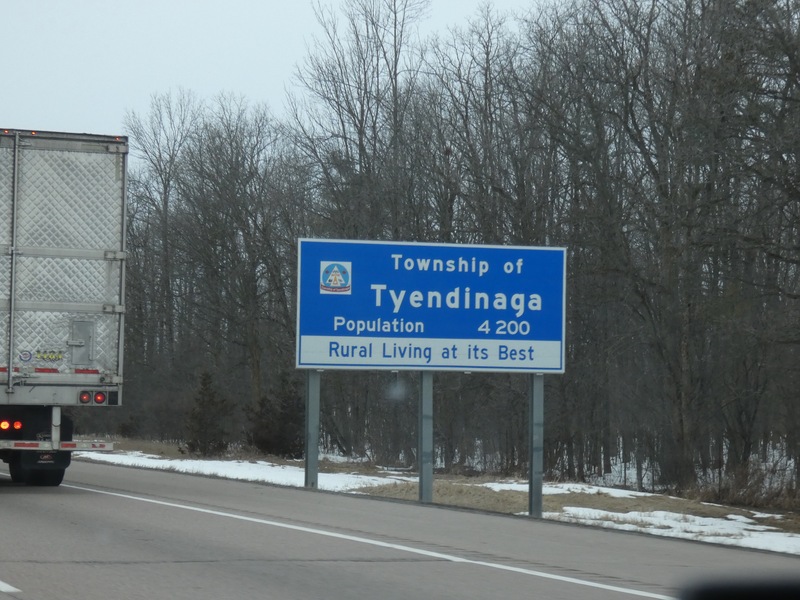 Township of
Tyendinaga
Population 4 200
Rural Living at its Best